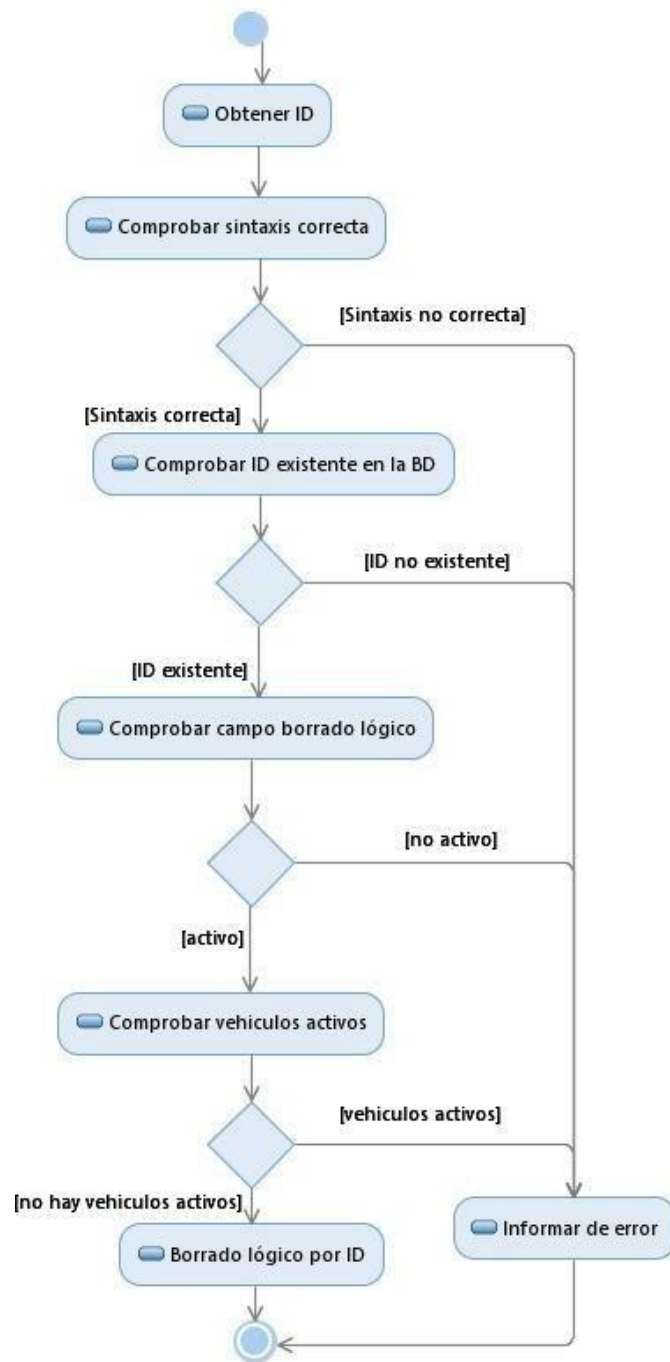 Obtener ID
Comprobar sintaxis correcta
[Sintaxis no correcta]
[Sintaxis correcta]
Comprobar ID existente en la BD
[ID no existente]
[ID existente]
Comprobar campo borrado lógico
[no activo]
[activo]
Comprobar vehiculos activos
[vehiculos activos]
[no hay vehiculos activos]
Informar de error
Borrado lógico por ID